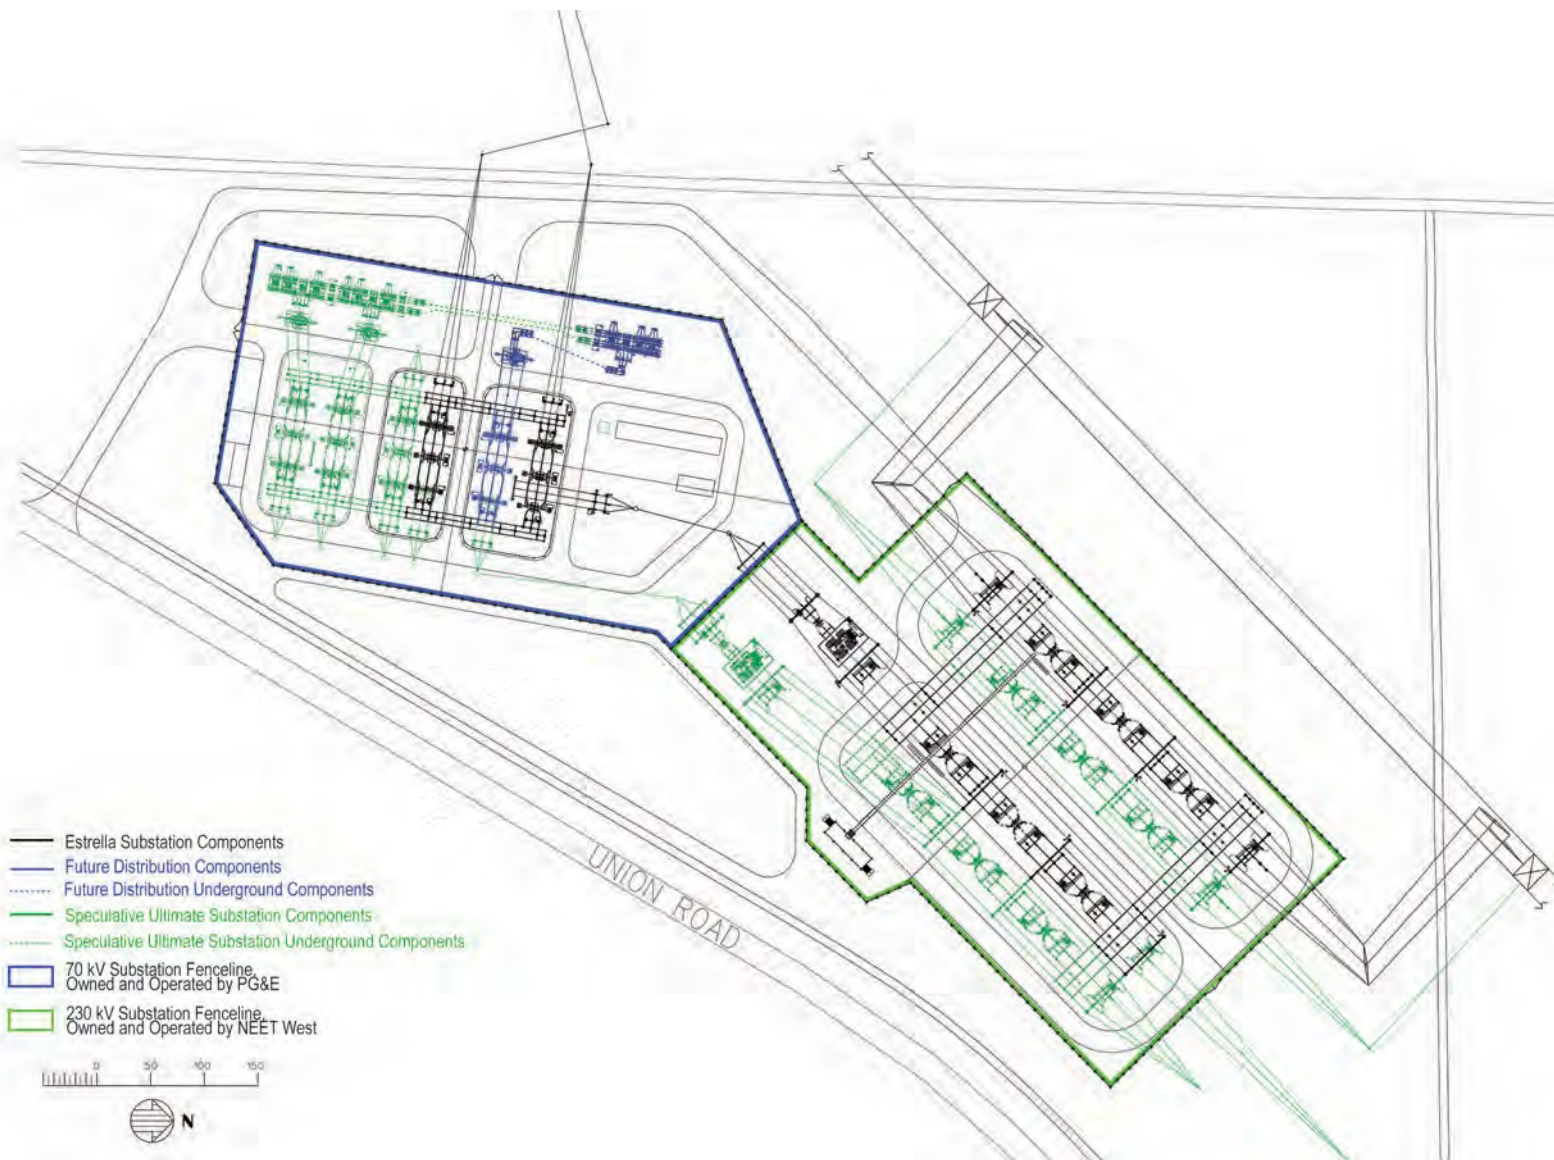 UNION ROAD
Estrella Substation Components
Future Distribution Components
Future Distribution Underground Components
Speculative Ultimate Substation Components
Speculative Ultimate Substation Underground Components
70 kV Substation Fenceline,
Owned and Operated by PG&E
230 kV Substation Fenceline,
Owned and Operated by NEET West
0 50 100 150
N